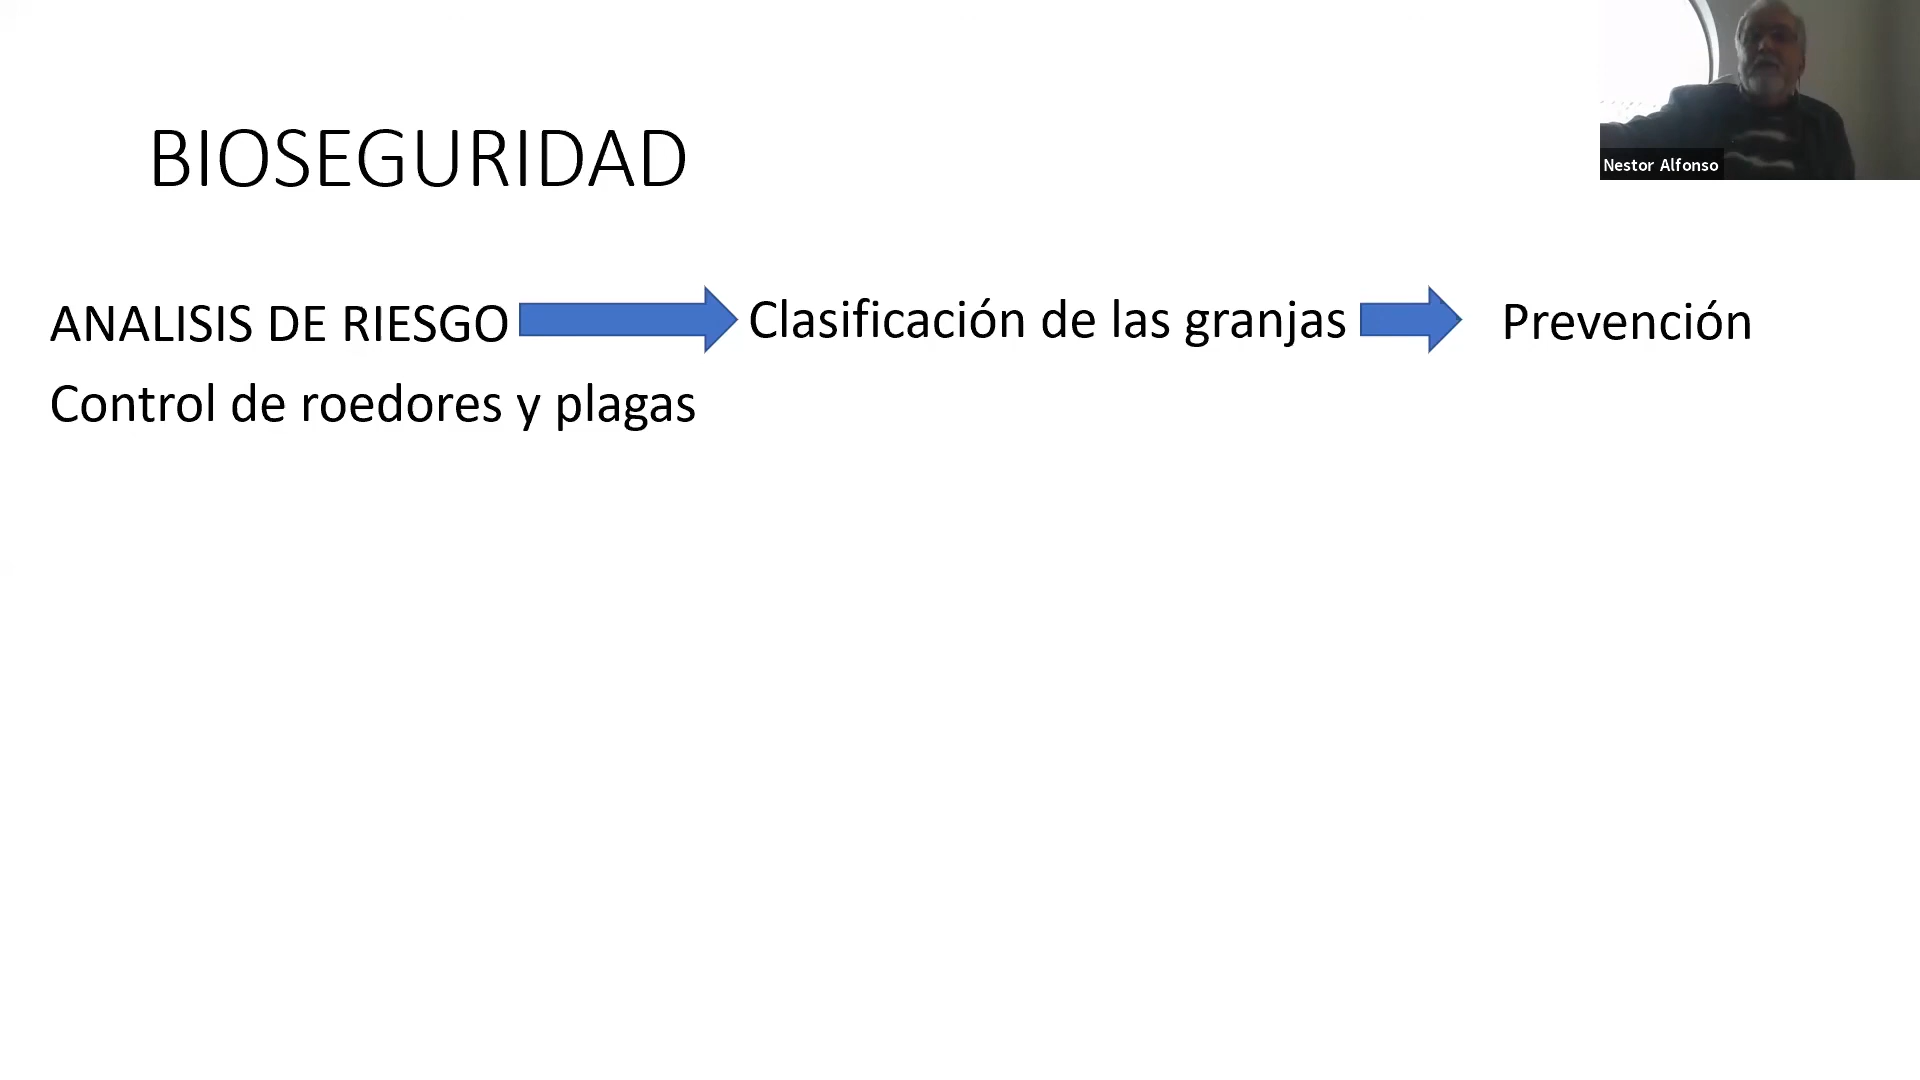 Nestor Alfonso
BIOSEGURIDAD
ANALISIS DE RIESGO Clasificación de las granjas Prevención
Control de roedores y plagas